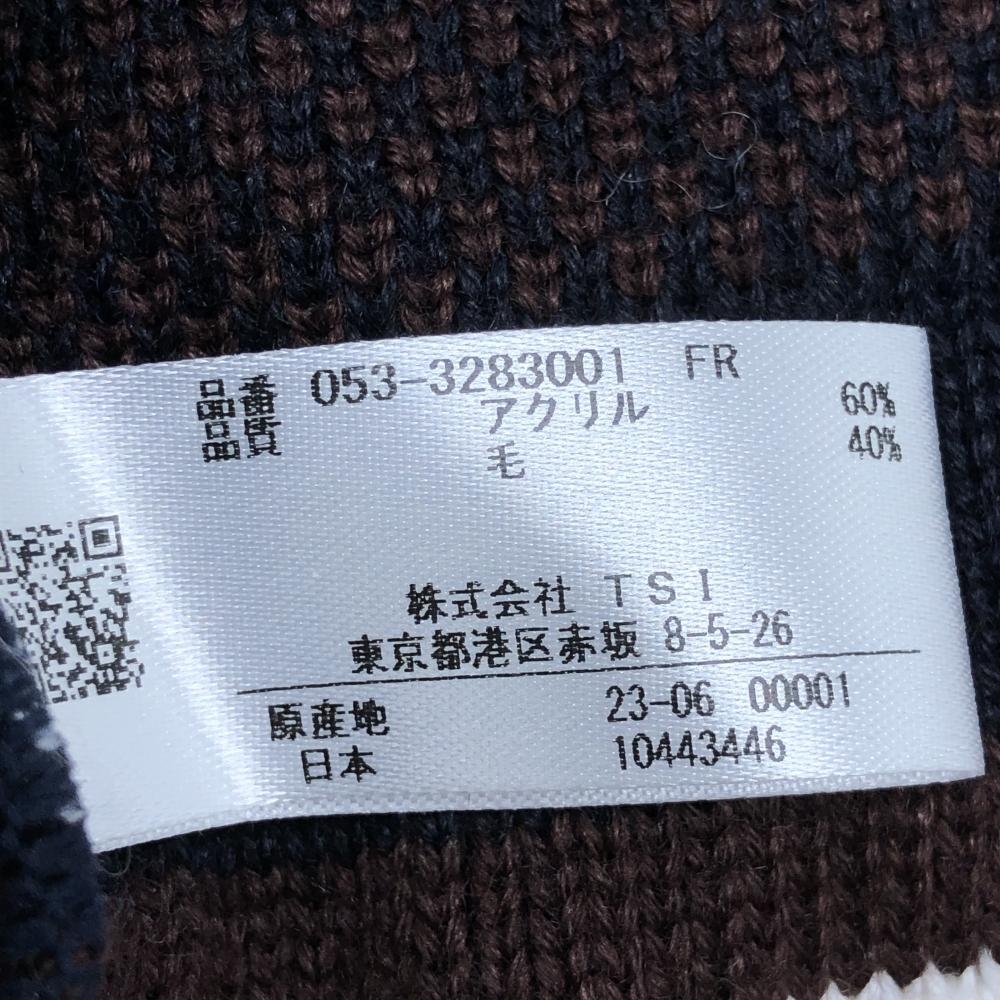 品番 053-3283001 FR
品質 アクリル 60%
毛 40%
株式会社 TSI
東京都港区赤坂 8-5-26
原産地 23-06 00001
日本 10443446